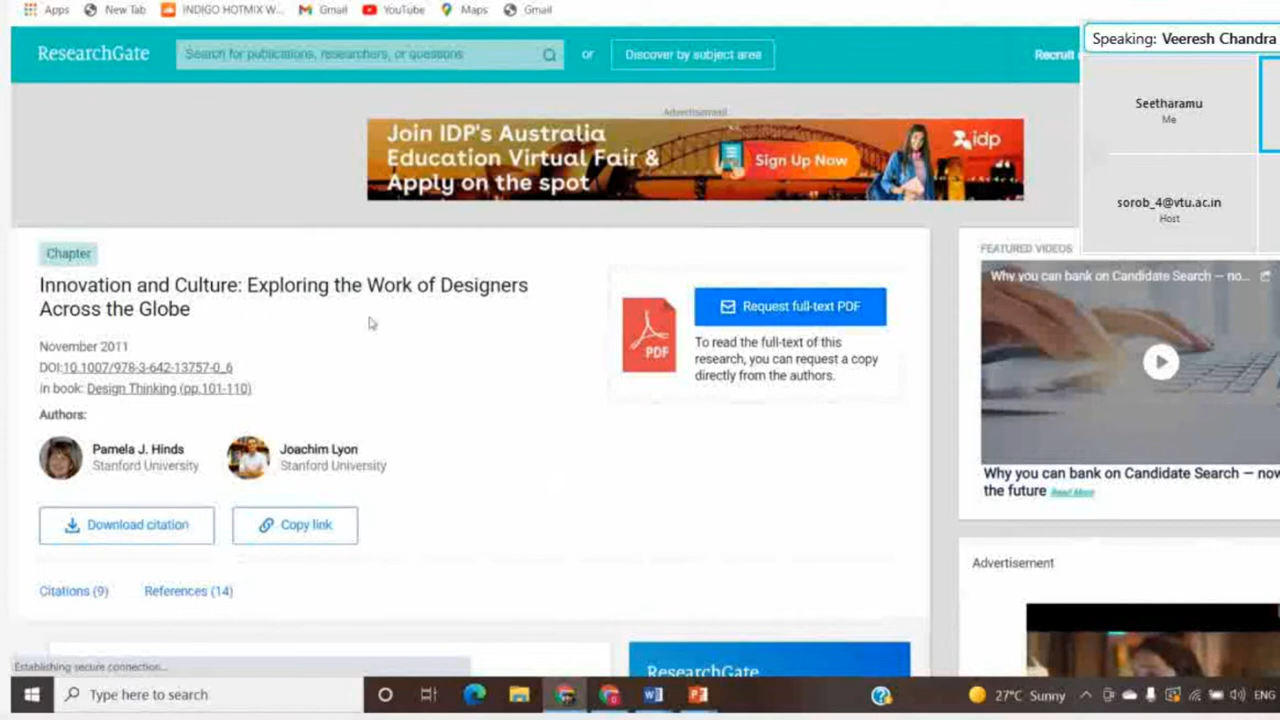 Apps New Tab INDIGO HOTMIX W... Gmail YouTube Maps Gmail
ResearchGate Search for publications, researchers, or questions or Discover by subject area Recruit
Speaking: Veeresh Chandra
Seetharamu
Me
sorob_4@vtu.ac.in
Host
Advertisement
Join IDP's Australia
Education Virtual Fair &
Apply on the spot
Sign Up Now
idp
Chapter
Innovation and Culture: Exploring the Work of Designers
Across the Globe
November 2011
DOI:10.1007/978-3-642-13757-0_6
In book: Design Thinking (pp.101-110)
Authors:
Pamela J. Hinds
Stanford University
Joachim Lyon
Stanford University
Download citation
Copy link
Citations (9) References (14)
PDF
Request full-text PDF
To read the full-text of this
research, you can request a copy
directly from the authors.
FEATURED VIDEOS
Why you can bank on Candidate Search — no...
Why you can bank on Candidate Search — now
the future Read More
Advertisement
ResearchGate
Establishing secure connection...
Type here to search
27°C Sunny
ENG